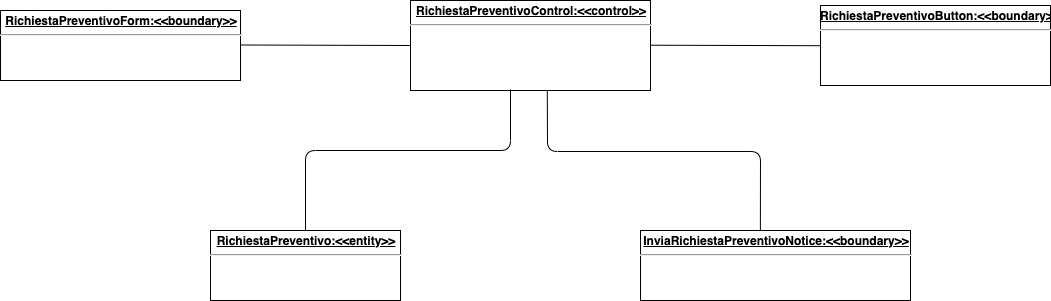 RichiestaPreventivoForm:<<boundary>>
RichiestaPreventivoControl:<<control>>
RichiestaPreventivoButton:<<boundary>
RichiestaPreventivo:<<entity>>
InviaRichiestaPreventivoNotice:<<boundary>>